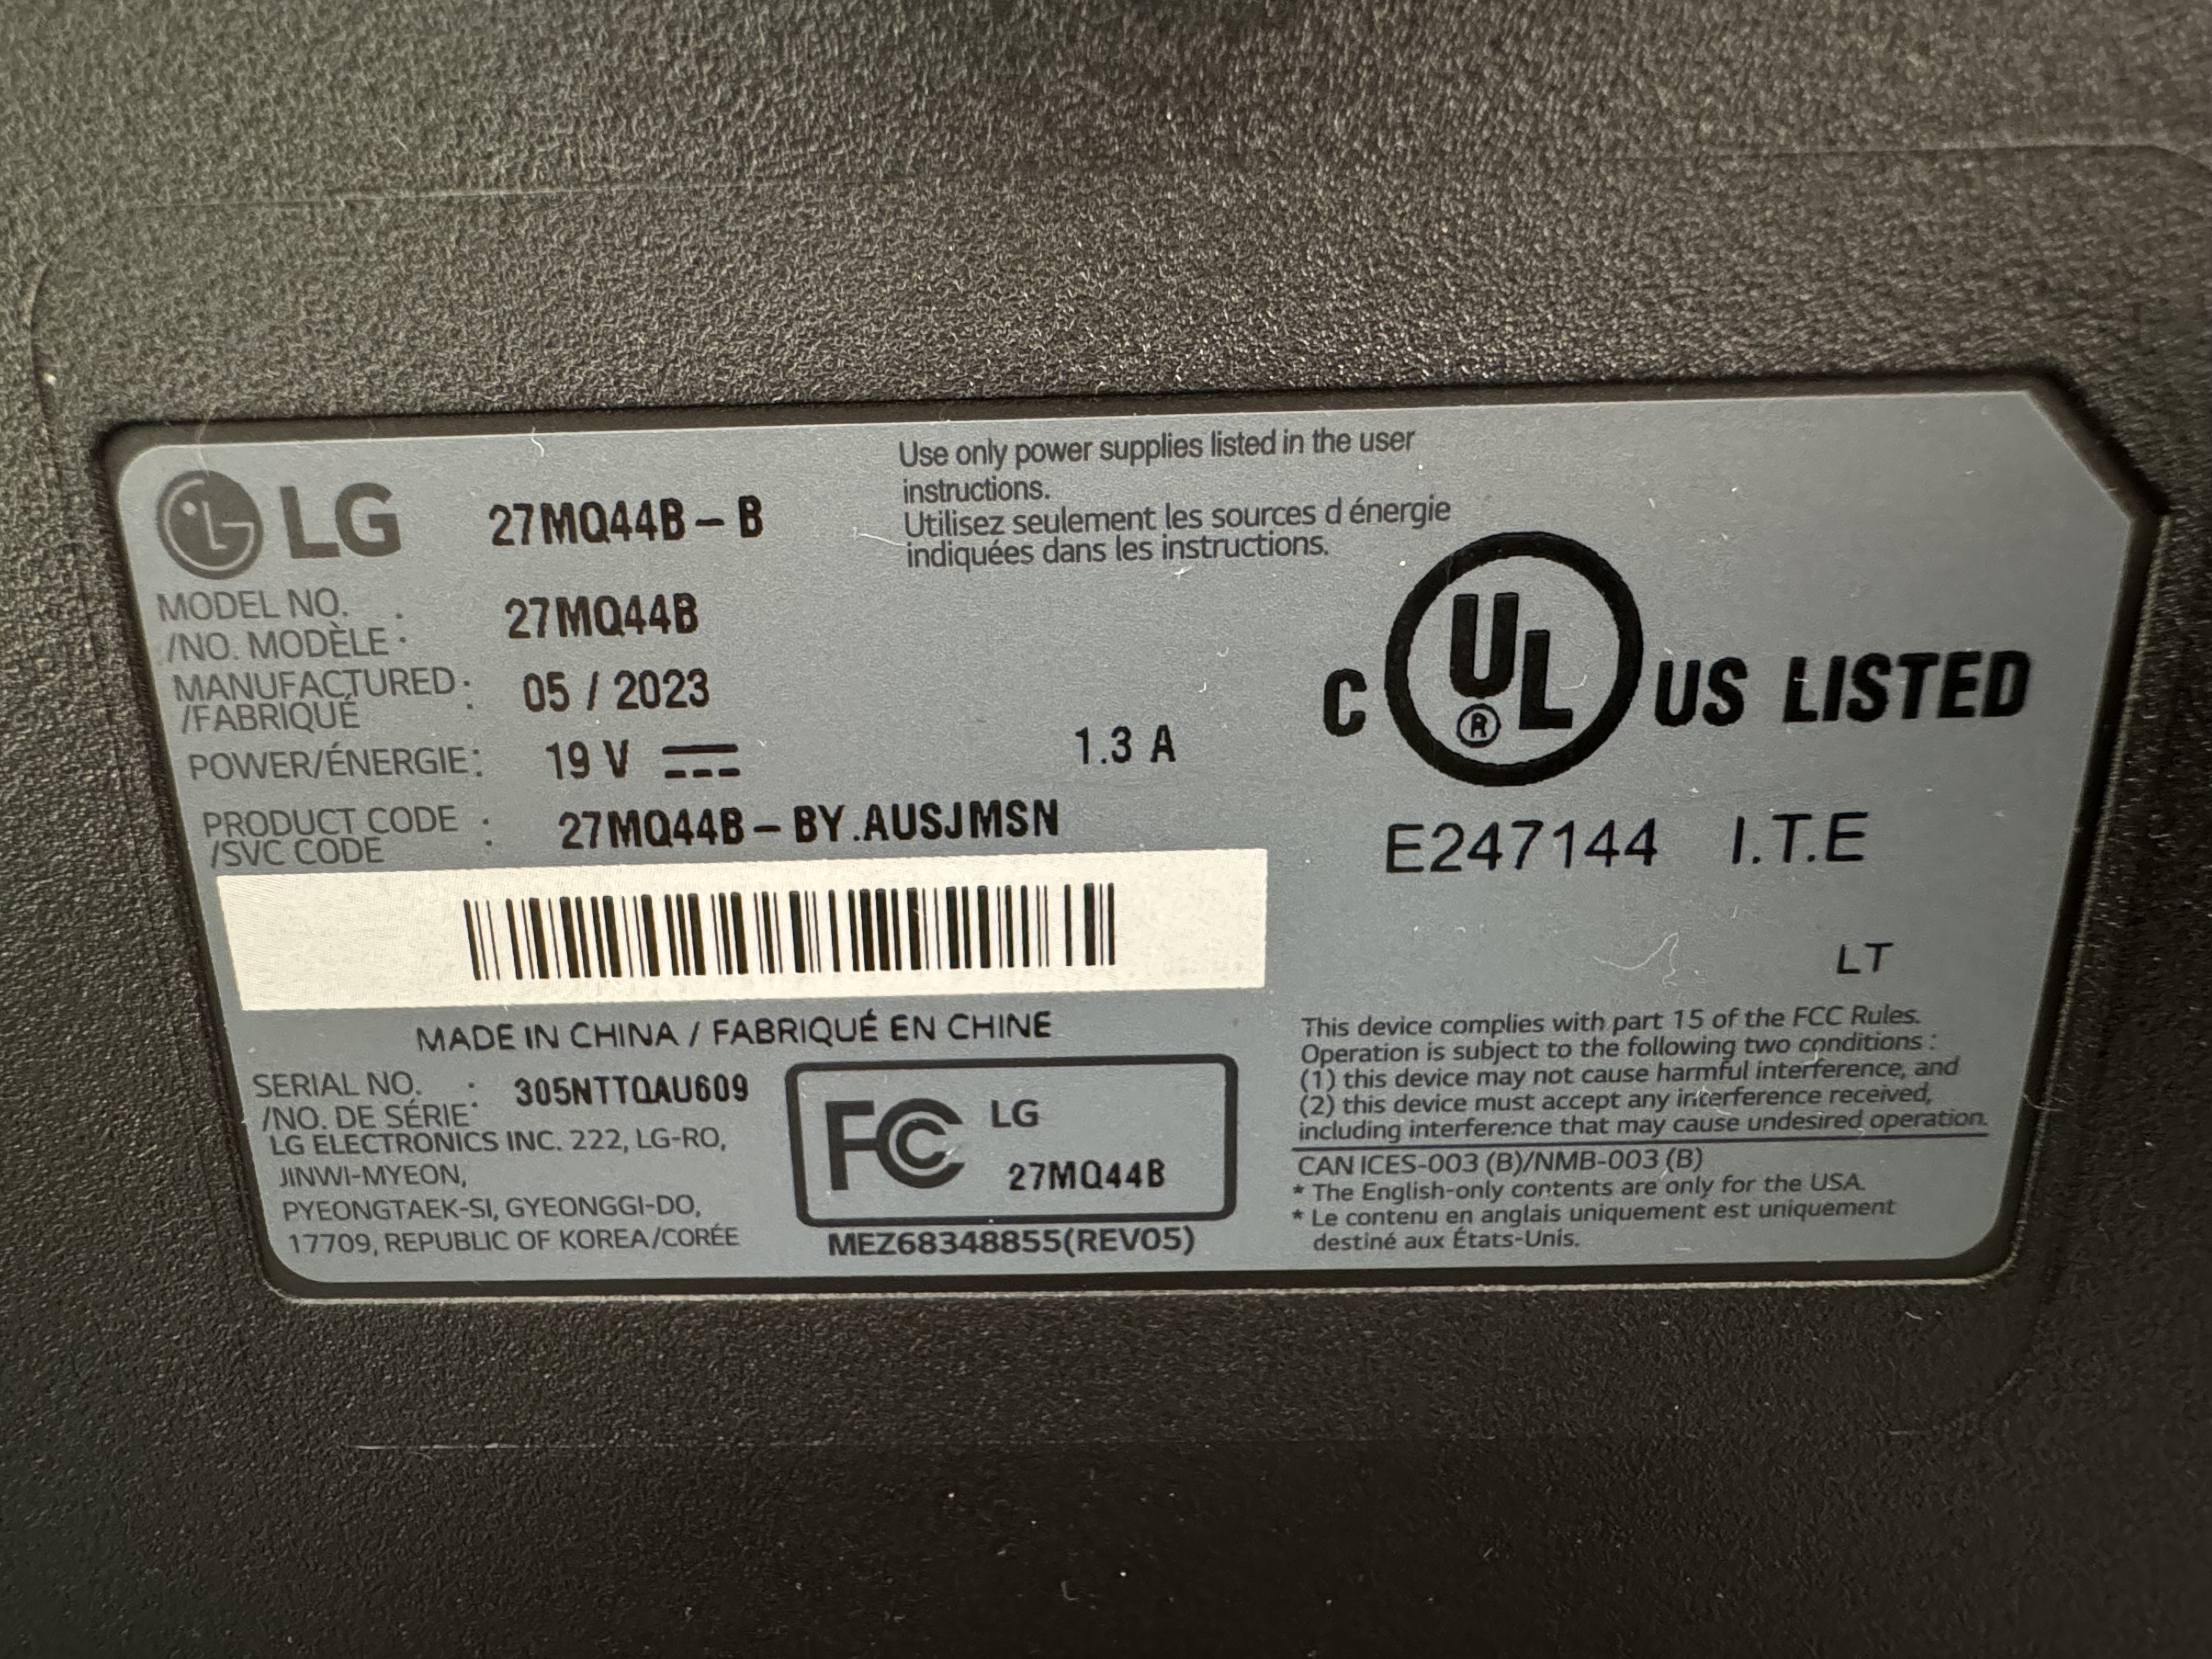 LG 27MQ44B-B
Use only power supplies listed in the user
instructions.
Utilisez seulement les sources d énergie
indiquées dans les instructions.
MODEL NO.
/NO. MODÈLE : 27MQ44B
MANUFACTURED
/FABRIQUÉ : 05 / 2023
POWER/ÉNERGIE: 19 V 1.3 A
PRODUCT CODE
/SVC CODE : 27MQ44B-BY.AUSJMSN
MADE IN CHINA / FABRIQUÉ EN CHINE
SERIAL NO.
/NO. DE SÉRIE : 305NTTQAU609
LG ELECTRONICS INC. 222, LG-RO,
JINWI-MYEON,
PYEONGTAEK-SI, GYEONGGI-DO,
17709, REPUBLIC OF KOREA/CORÉE
FC LG
27MQ44B
MEZ68348855(REV05)
C UL® US LISTED
E247144 I.T.E
LT
This device complies with part 15 of the FCC Rules.
Operation is subject to the following two conditions :
(1) this device may not cause harmful interference, and
(2) this device must accept any interference received,
including interference that may cause undesired operation.
CAN ICES-003 (B)/NMB-003 (B)
* The English-only contents are only for the USA.
* Le contenu en anglais uniquement est uniquement
destiné aux États-Unis.